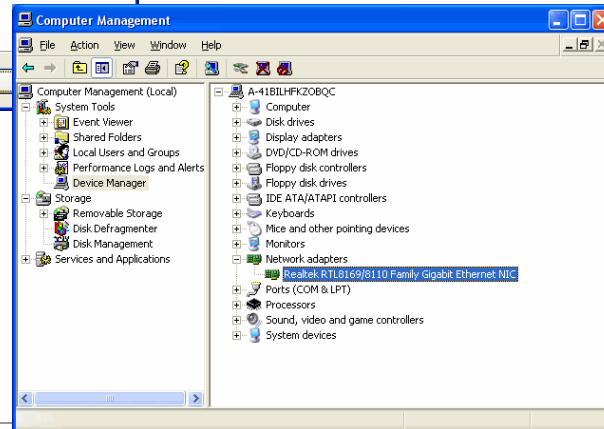 Computer Management
File Action View Window Help
Computer Management (Local)
System Tools
Event Viewer
Shared Folders
Local Users and Groups
Performance Logs and Alerts
Device Manager
Storage
Removable Storage
Disk Defragmenter
Disk Management
Services and Applications
A-41BILHFKZOBQC
Computer
Disk drives
Display adapters
DVD/CD-ROM drives
Floppy disk controllers
Floppy disk drives
IDE ATA/ATAPI controllers
Keyboards
Mice and other pointing devices
Monitors
Network adapters
Realtek RTL8169/8110 Family Gigabit Ethernet NIC
Ports (COM & LPT)
Processors
Sound, video and game controllers
System devices